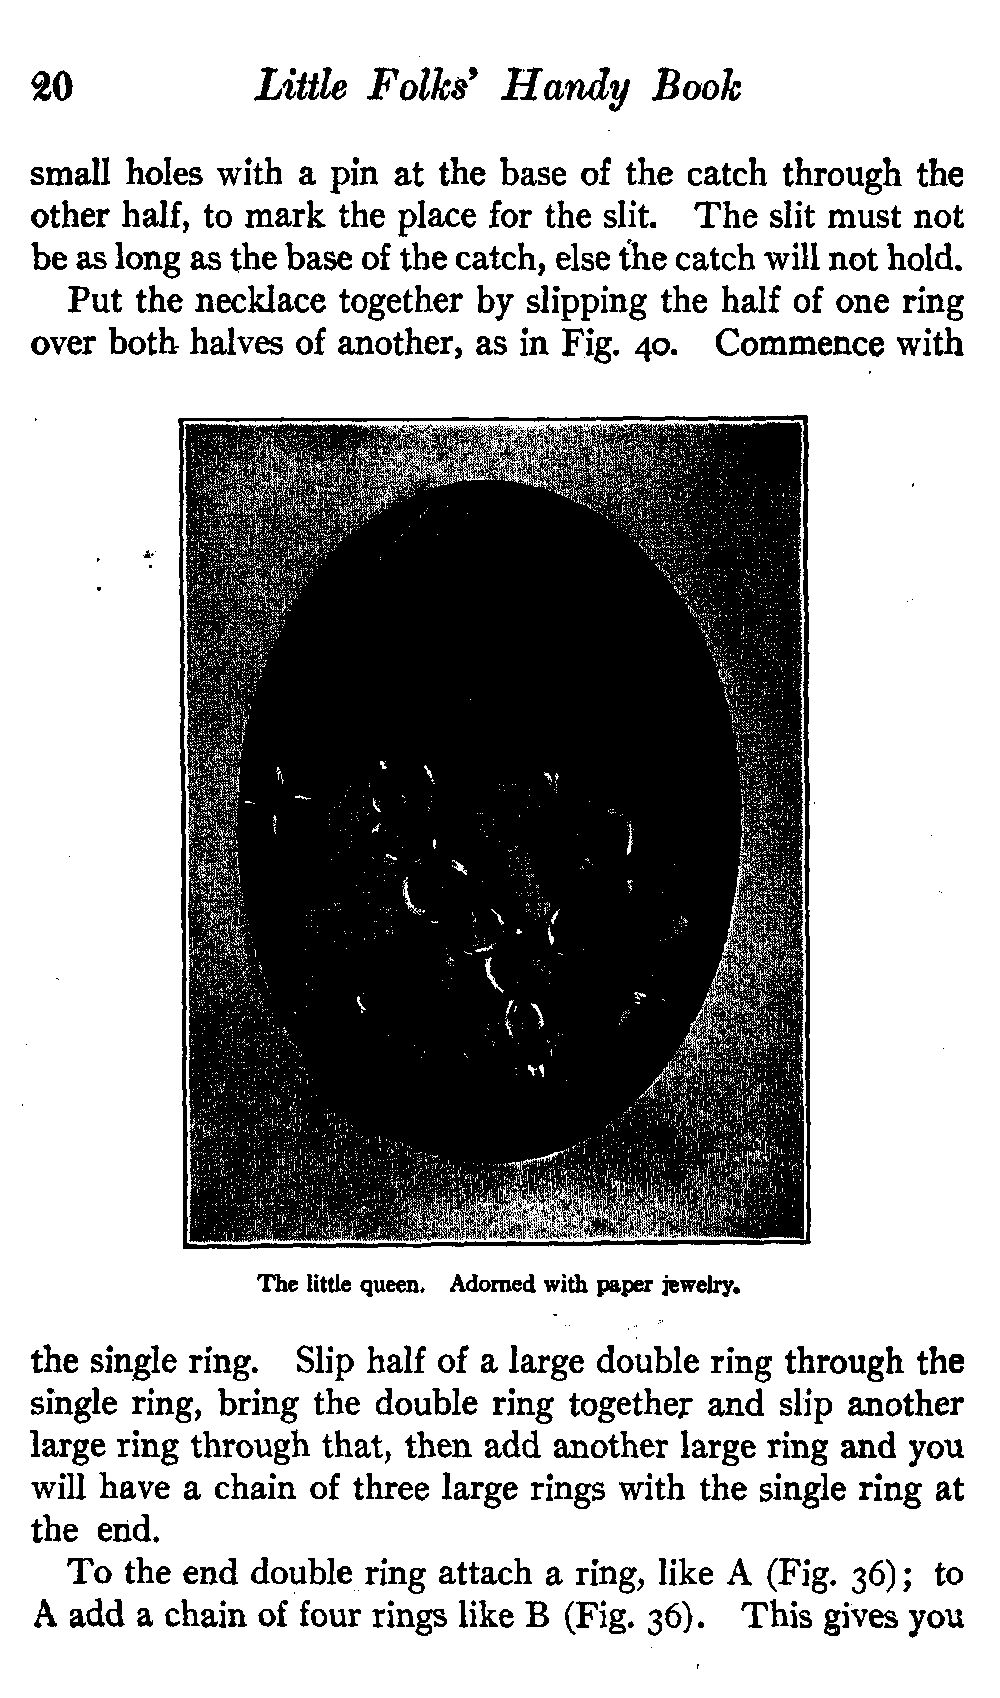 20 Little Folks' Handy Book
small holes with a pin at the base of the catch through the
other half, to mark the place for the slit. The slit must not
be as long as the base of the catch, else the catch will not hold.
Put the necklace together by slipping the half of one ring
over both halves of another, as in Fig. 40. Commence with
The little queen. Adorned with paper jewelry.
the single ring. Slip half of a large double ring through the
single ring, bring the double ring together and slip another
large ring through that, then add another large ring and you
will have a chain of three large rings with the single ring at
the end.
To the end double ring attach a ring, like A (Fig. 36); to
A add a chain of four rings like B (Fig. 36). This gives you